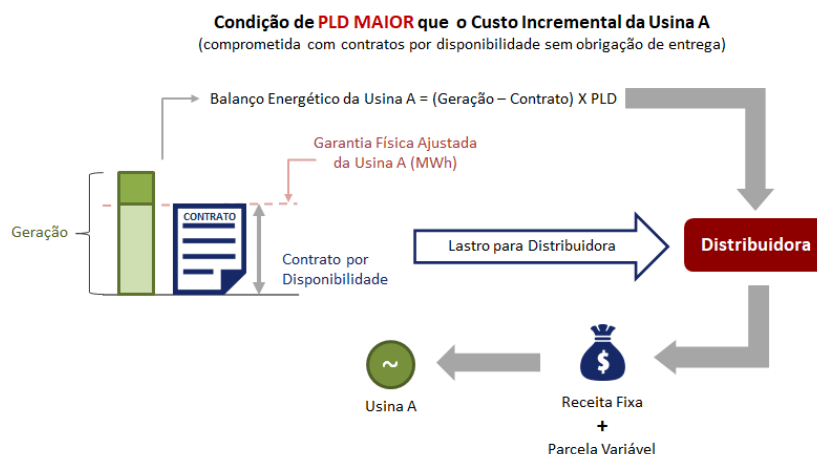 Condição de PLD MAIOR que o Custo Incremental da Usina A
(comprometida com contratos por disponibilidade sem obrigação de entrega)
Balanço Energético da Usina A = (Geração – Contrato) X PLD
Garantia Física Ajustada
da Usina A (MWh)
CONTRATO
Geração
Contrato por
Disponibilidade
Lastro para Distribuidora
Distribuidora
~
$
Usina A
Receita Fixa
+
Parcela Variável